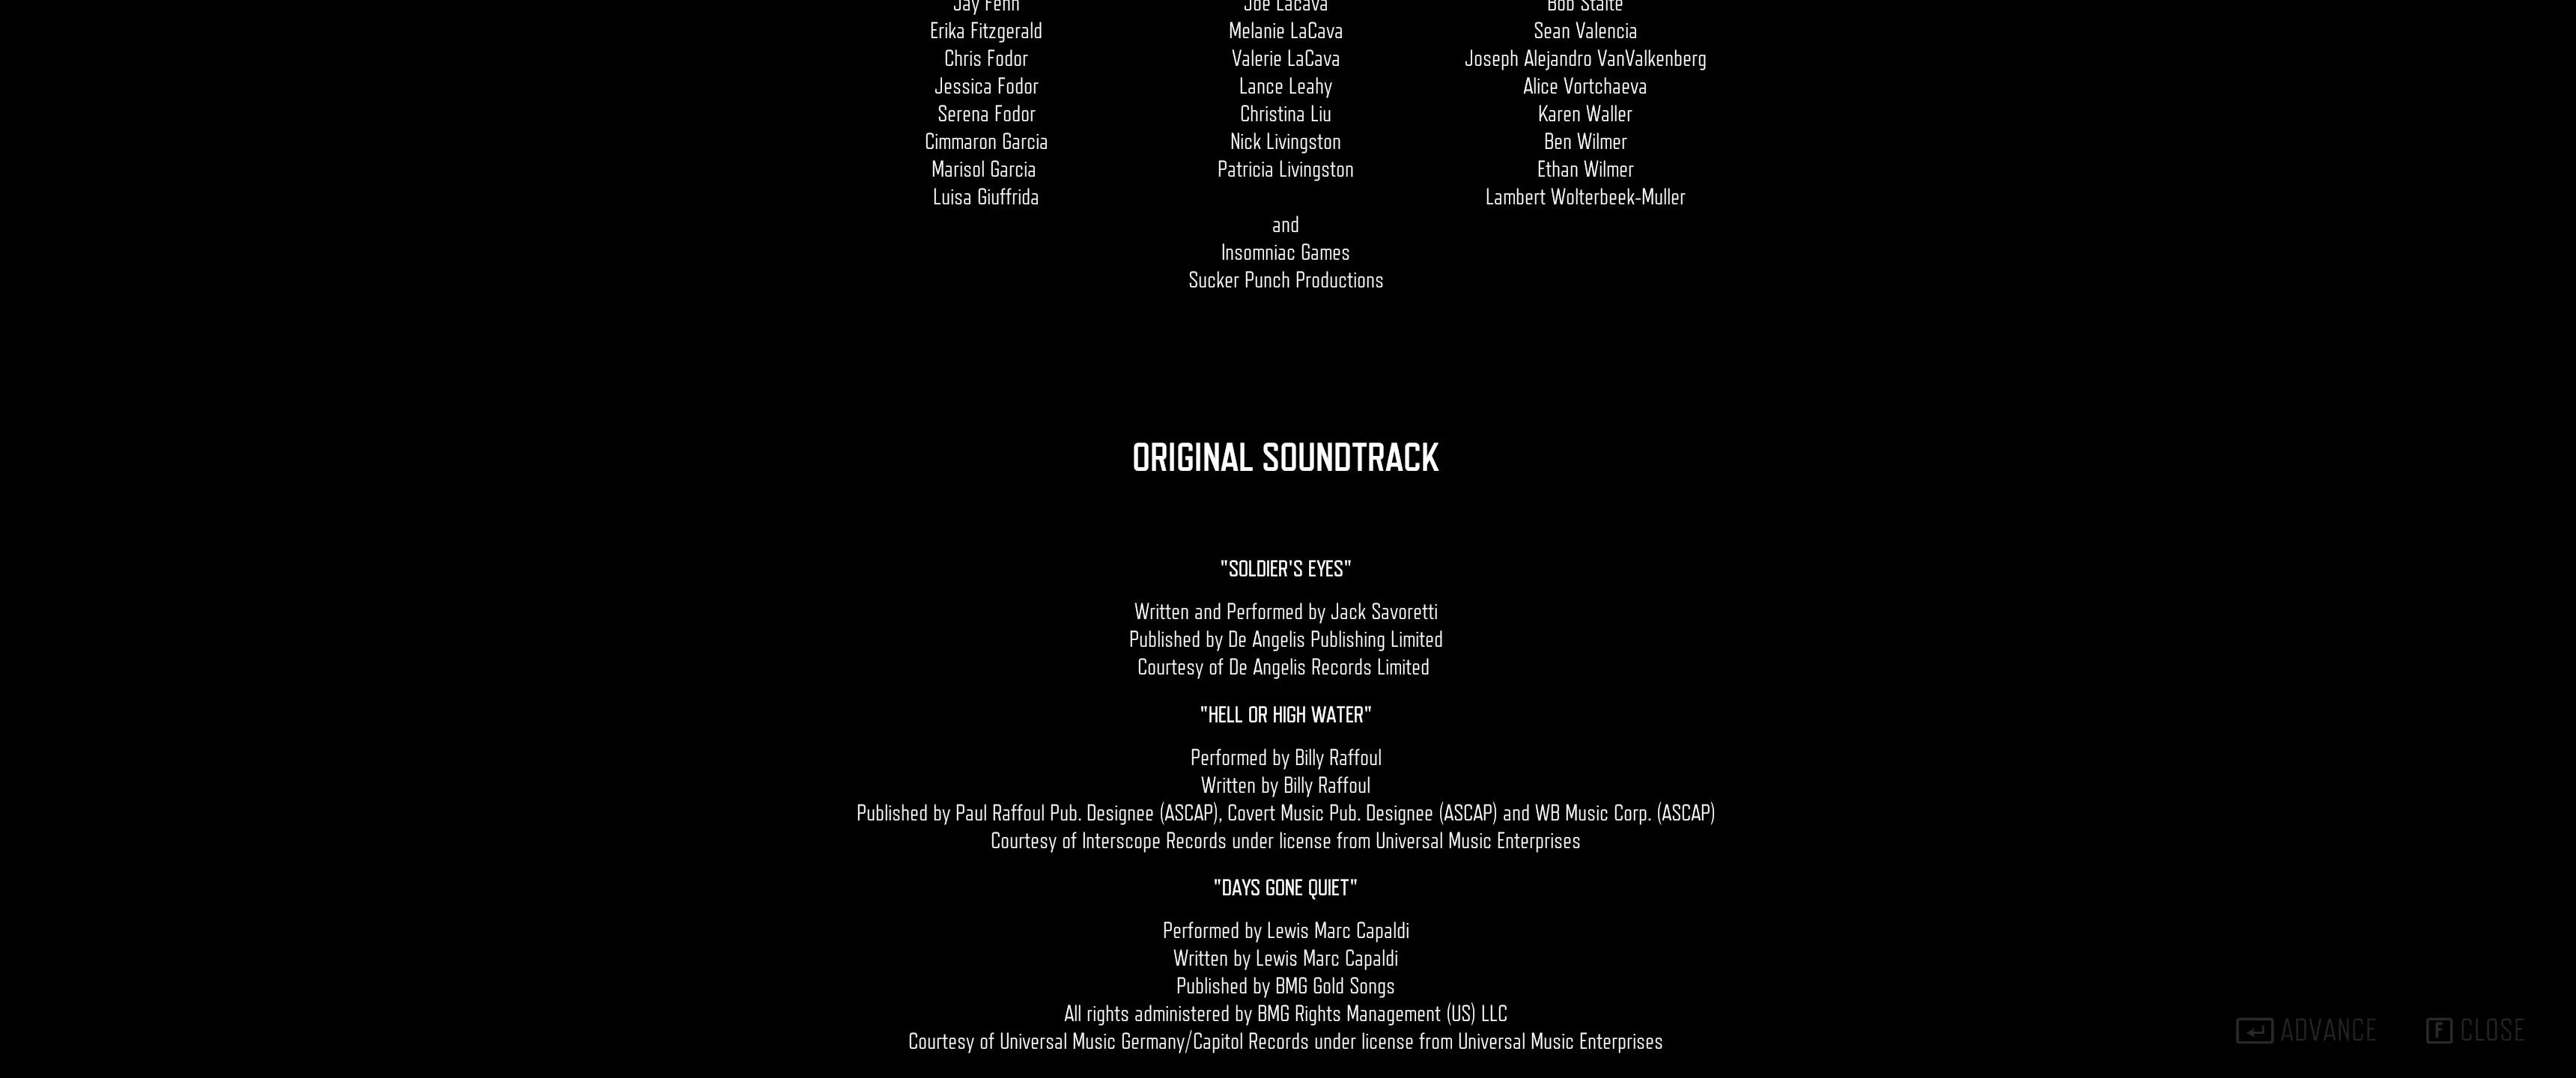 Jay Fenn
Joe Lacava
Bob Staite
Erika Fitzgerald
Melanie LaCava
Sean Valencia
Chris Fodor
Valerie LaCava
Joseph Alejandro VanValkenberg
Jessica Fodor
Lance Leahy
Alice Vortchaeva
Serena Fodor
Christina Liu
Karen Waller
Cimmaron Garcia
Nick Livingston
Ben Wilmer
Marisol Garcia
Patricia Livingston
Ethan Wilmer
Luisa Giuffrida
Lambert Wolterbeek-Muller
and
Insomniac Games
Sucker Punch Productions
ORIGINAL SOUNDTRACK
"SOLDIER'S EYES"
Written and Performed by Jack Savoretti
Published by De Angelis Publishing Limited
Courtesy of De Angelis Records Limited
"HELL OR HIGH WATER"
Performed by Billy Raffoul
Written by Billy Raffoul
Published by Paul Raffoul Pub. Designee (ASCAP), Covert Music Pub. Designee (ASCAP) and WB Music Corp. (ASCAP)
Courtesy of Interscope Records under license from Universal Music Enterprises
"DAYS GONE QUIET"
Performed by Lewis Marc Capaldi
Written by Lewis Marc Capaldi
Published by BMG Gold Songs
All rights administered by BMG Rights Management (US) LLC
Courtesy of Universal Music Germany/Capitol Records under license from Universal Music Enterprises
ADVANCE
F CLOSE